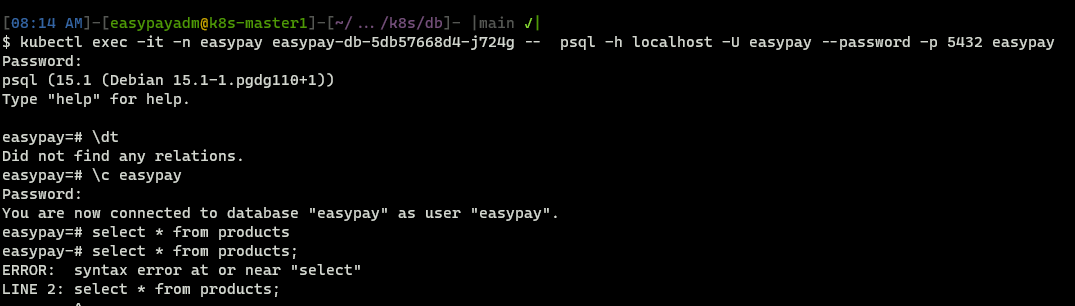 [08:14 AM]-[easypayadm@k8s-master1]-[~/ … /k8s/db]- |main ✓|
$ kubectl exec -it -n easypay easypay-db-5db57668d4-j724g --  psql -h localhost -U easypay --password -p 5432 easypay
Password:
psql (15.1 (Debian 15.1-1.pgdg110+1))
Type "help" for help.
easypay=# \dt
Did not find any relations.
easypay=# \c easypay
Password:
You are now connected to database "easypay" as user "easypay".
easypay=# select * from products
easypay-# select * from products;
ERROR:  syntax error at or near "select"
LINE 2: select * from products;
^